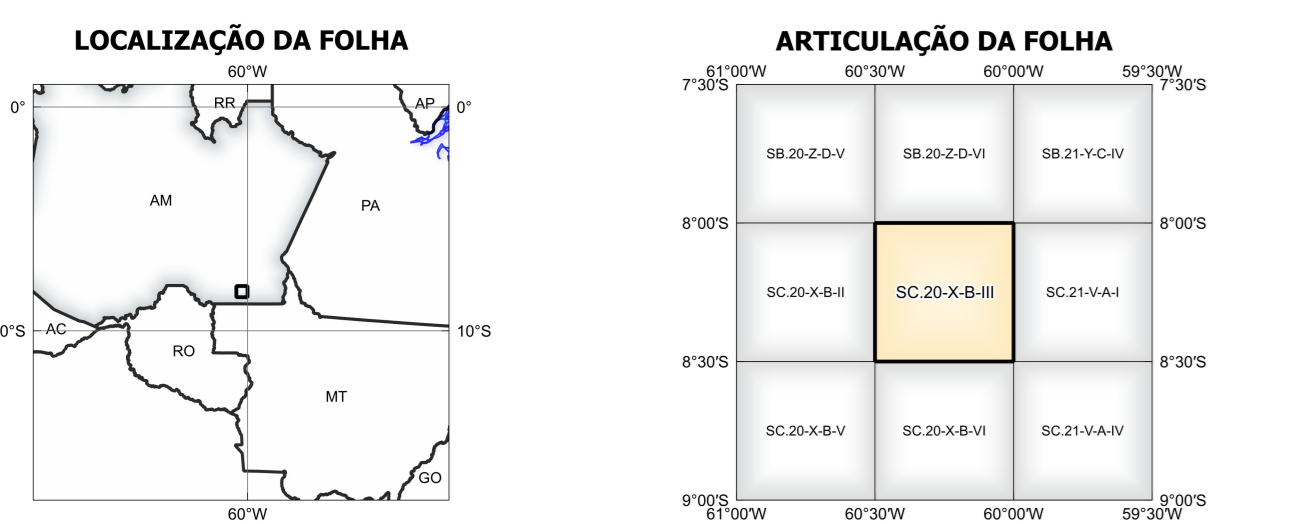 LOCALIZAÇÃO DA FOLHA
60°W
0°
RR
AP
0°
AM
PA
0°S
AC
10°S
RO
MT
GO
60°W
ARTICULAÇÃO DA FOLHA
61°00'W 60°30'W 60°00'W 59°30'W
7°30'S 7°30'S
SB.20-Z-D-V SB.20-Z-D-VI SB.21-Y-C-IV
8°00'S 8°00'S
SC.20-X-B-II SC.20-X-B-III SC.21-V-A-I
8°30'S 8°30'S
SC.20-X-B-V SC.20-X-B-VI SC.21-V-A-IV
9°00'S 9°00'S
61°00'W 60°30'W 60°00'W 59°30'W